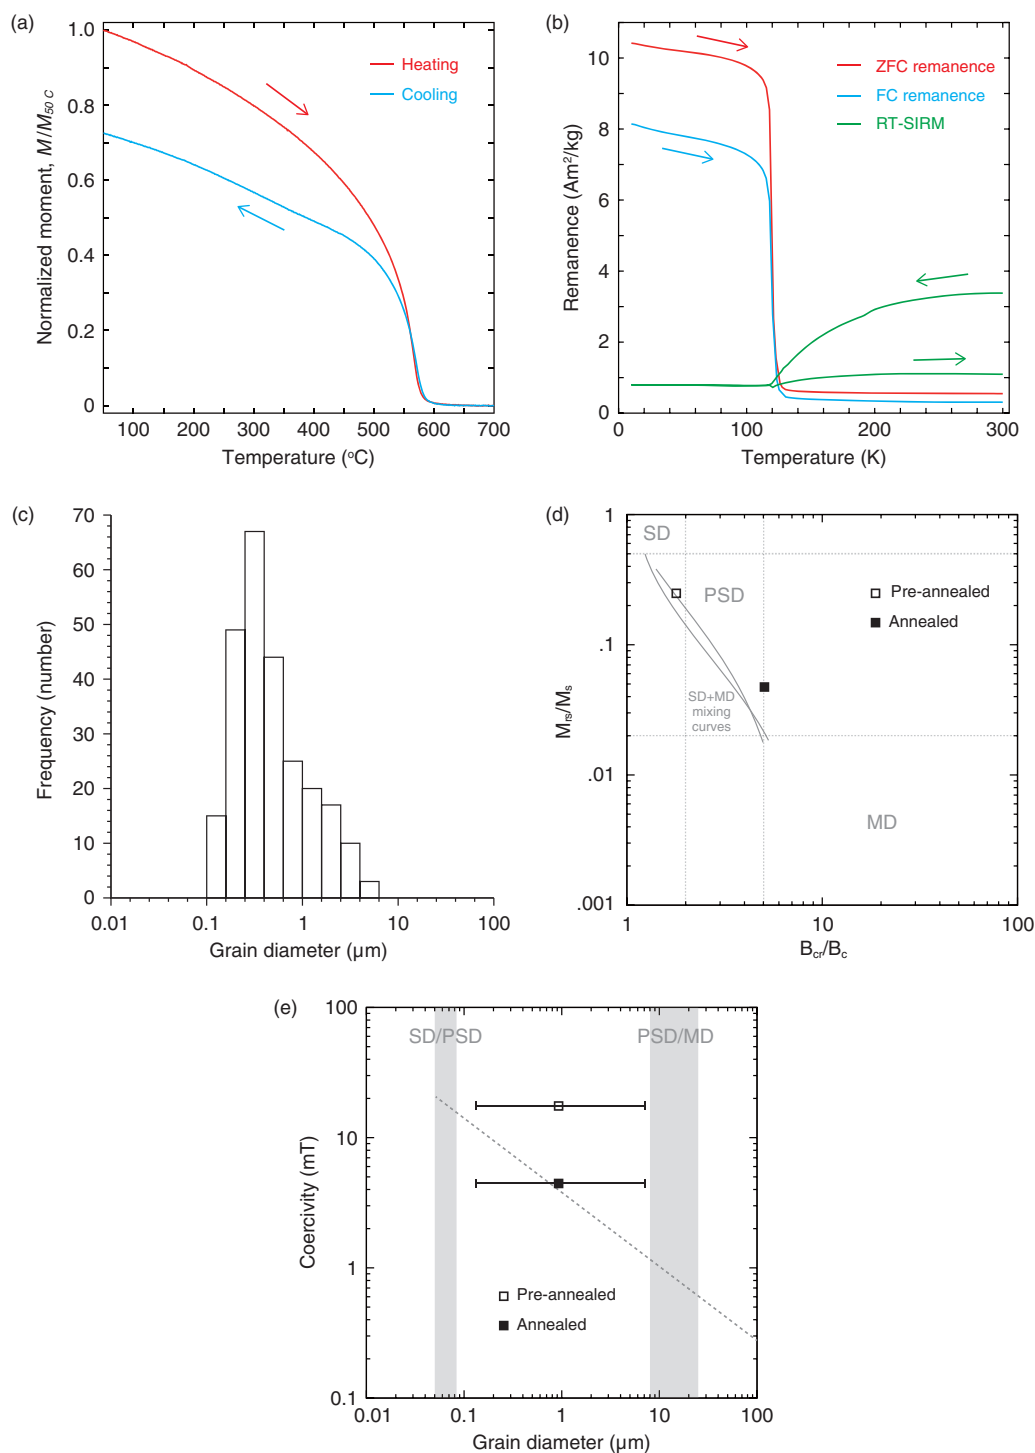 (a)
1.0
0.8
0.6
0.4
0.2
0
Normalized moment, M/M50 C
Heating
Cooling
100 200 300 400 500 600 700
Temperature (oC)
(b)
10
8
6
4
2
0
Remanence (Am2/kg)
ZFC remanence
FC remanence
RT-SIRM
0 100 200 300
Temperature (K)
(c)
70
60
50
40
30
20
10
0
Frequency (number)
0.01 0.1 1 10 100
Grain diameter (µm)
(d)
1
.1
.01
.001
Mrs/Ms
SD
PSD
Pre-annealed
Annealed
SD+MD
mixing
curves
MD
1 10 100
Bcr/Bc
(e)
100
10
1
0.1
Coercivity (mT)
SD/PSD
PSD/MD
Pre-annealed
Annealed
0.01 0.1 1 10 100
Grain diameter (µm)